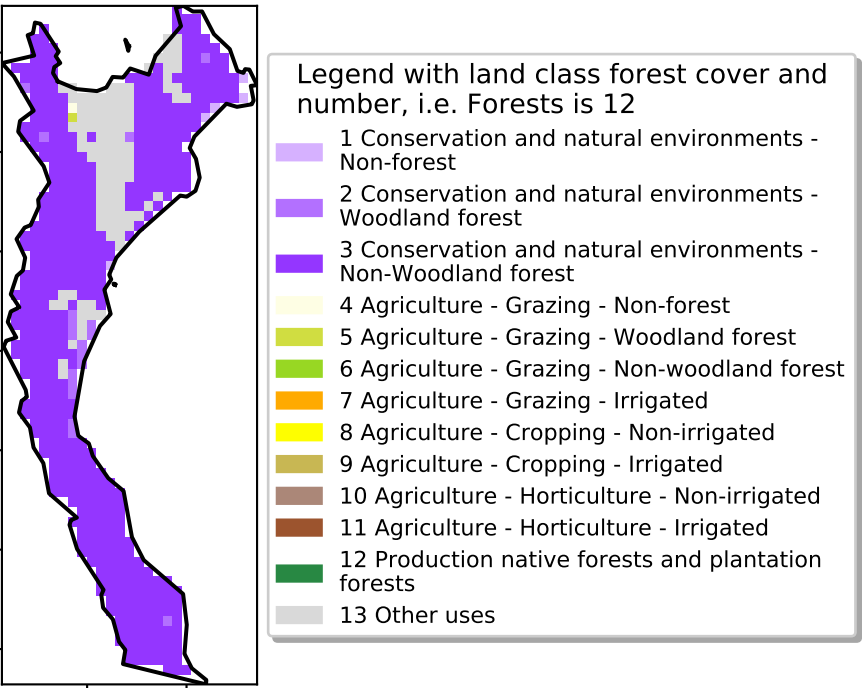 Legend with land class forest cover and
number, i.e. Forests is 12
1 Conservation and natural environments -
Non-forest
2 Conservation and natural environments -
Woodland forest
3 Conservation and natural environments -
Non-Woodland forest
4 Agriculture - Grazing - Non-forest
5 Agriculture - Grazing - Woodland forest
6 Agriculture - Grazing - Non-woodland forest
7 Agriculture - Grazing - Irrigated
8 Agriculture - Cropping - Non-irrigated
9 Agriculture - Cropping - Irrigated
10 Agriculture - Horticulture - Non-irrigated
11 Agriculture - Horticulture - Irrigated
12 Production native forests and plantation
forests
13 Other uses